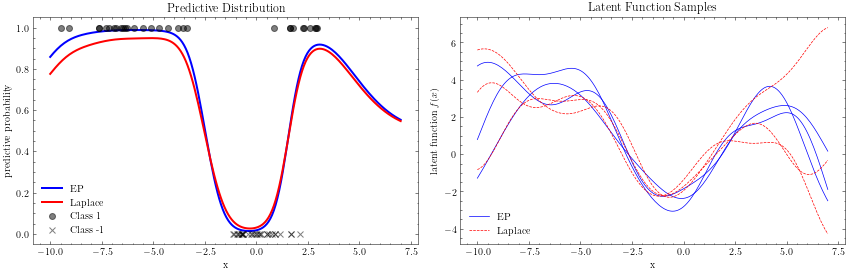 Predictive Distribution
1.0
0.8
0.6
0.4
0.2
0.0
predictive probability
EP
Laplace
Class 1
Class -1
−10.0 −7.5 −5.0 −2.5 0.0 2.5 5.0 7.5
x
Latent Function Samples
6
4
2
0
−2
−4
latent function f(x)
EP
Laplace
−10.0 −7.5 −5.0 −2.5 0.0 2.5 5.0 7.5
x